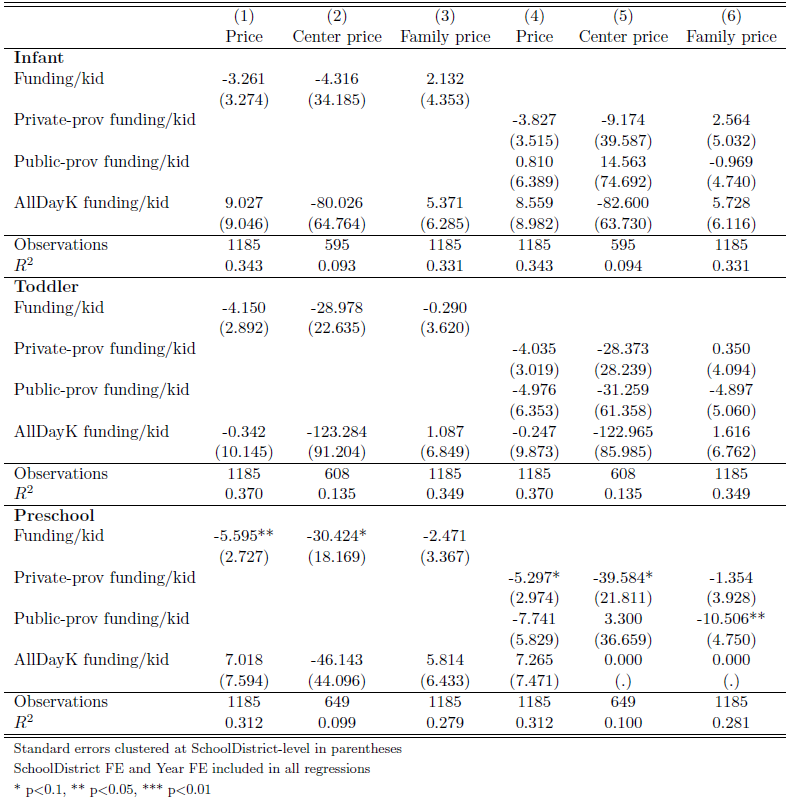 (1) (2) (3) (4) (5) (6)
Price Center price Family price Price Center price Family price
Infant
Funding/kid -3.261 -4.316 2.132
(3.274) (34.185) (4.353)
Private-prov funding/kid -3.827 -9.174 2.564
(3.515) (39.587) (5.032)
Public-prov funding/kid 0.810 14.563 -0.969
(6.389) (74.692) (4.740)
AllDayK funding/kid 9.027 -80.026 5.371 8.559 -82.600 5.728
(9.046) (64.764) (6.285) (8.982) (63.730) (6.116)
Observations 1185 595 1185 1185 595 1185
R² 0.343 0.093 0.331 0.343 0.094 0.331
Toddler
Funding/kid -4.150 -28.978 -0.290
(2.892) (22.635) (3.620)
Private-prov funding/kid -4.035 -28.373 0.350
(3.019) (28.239) (4.094)
Public-prov funding/kid -4.976 -31.259 -4.897
(6.353) (61.358) (5.060)
AllDayK funding/kid -0.342 -123.284 1.087 -0.247 -122.965 1.616
(10.145) (91.204) (6.849) (9.873) (85.985) (6.762)
Observations 1185 608 1185 1185 608 1185
R² 0.370 0.135 0.349 0.370 0.135 0.349
Preschool
Funding/kid -5.595** -30.424* -2.471
(2.727) (18.169) (3.367)
Private-prov funding/kid -5.297* -39.584* -1.354
(2.974) (21.811) (3.928)
Public-prov funding/kid -7.741 3.300 -10.506**
(5.829) (36.659) (4.750)
AllDayK funding/kid 7.018 -46.143 5.814 7.265 0.000 0.000
(7.594) (44.096) (6.433) (7.471) (.) (.)
Observations 1185 649 1185 1185 649 1185
R² 0.312 0.099 0.279 0.312 0.100 0.281
Standard errors clustered at SchoolDistrict-level in parentheses
SchoolDistrict FE and Year FE included in all regressions
* p<0.1, ** p<0.05, *** p<0.01